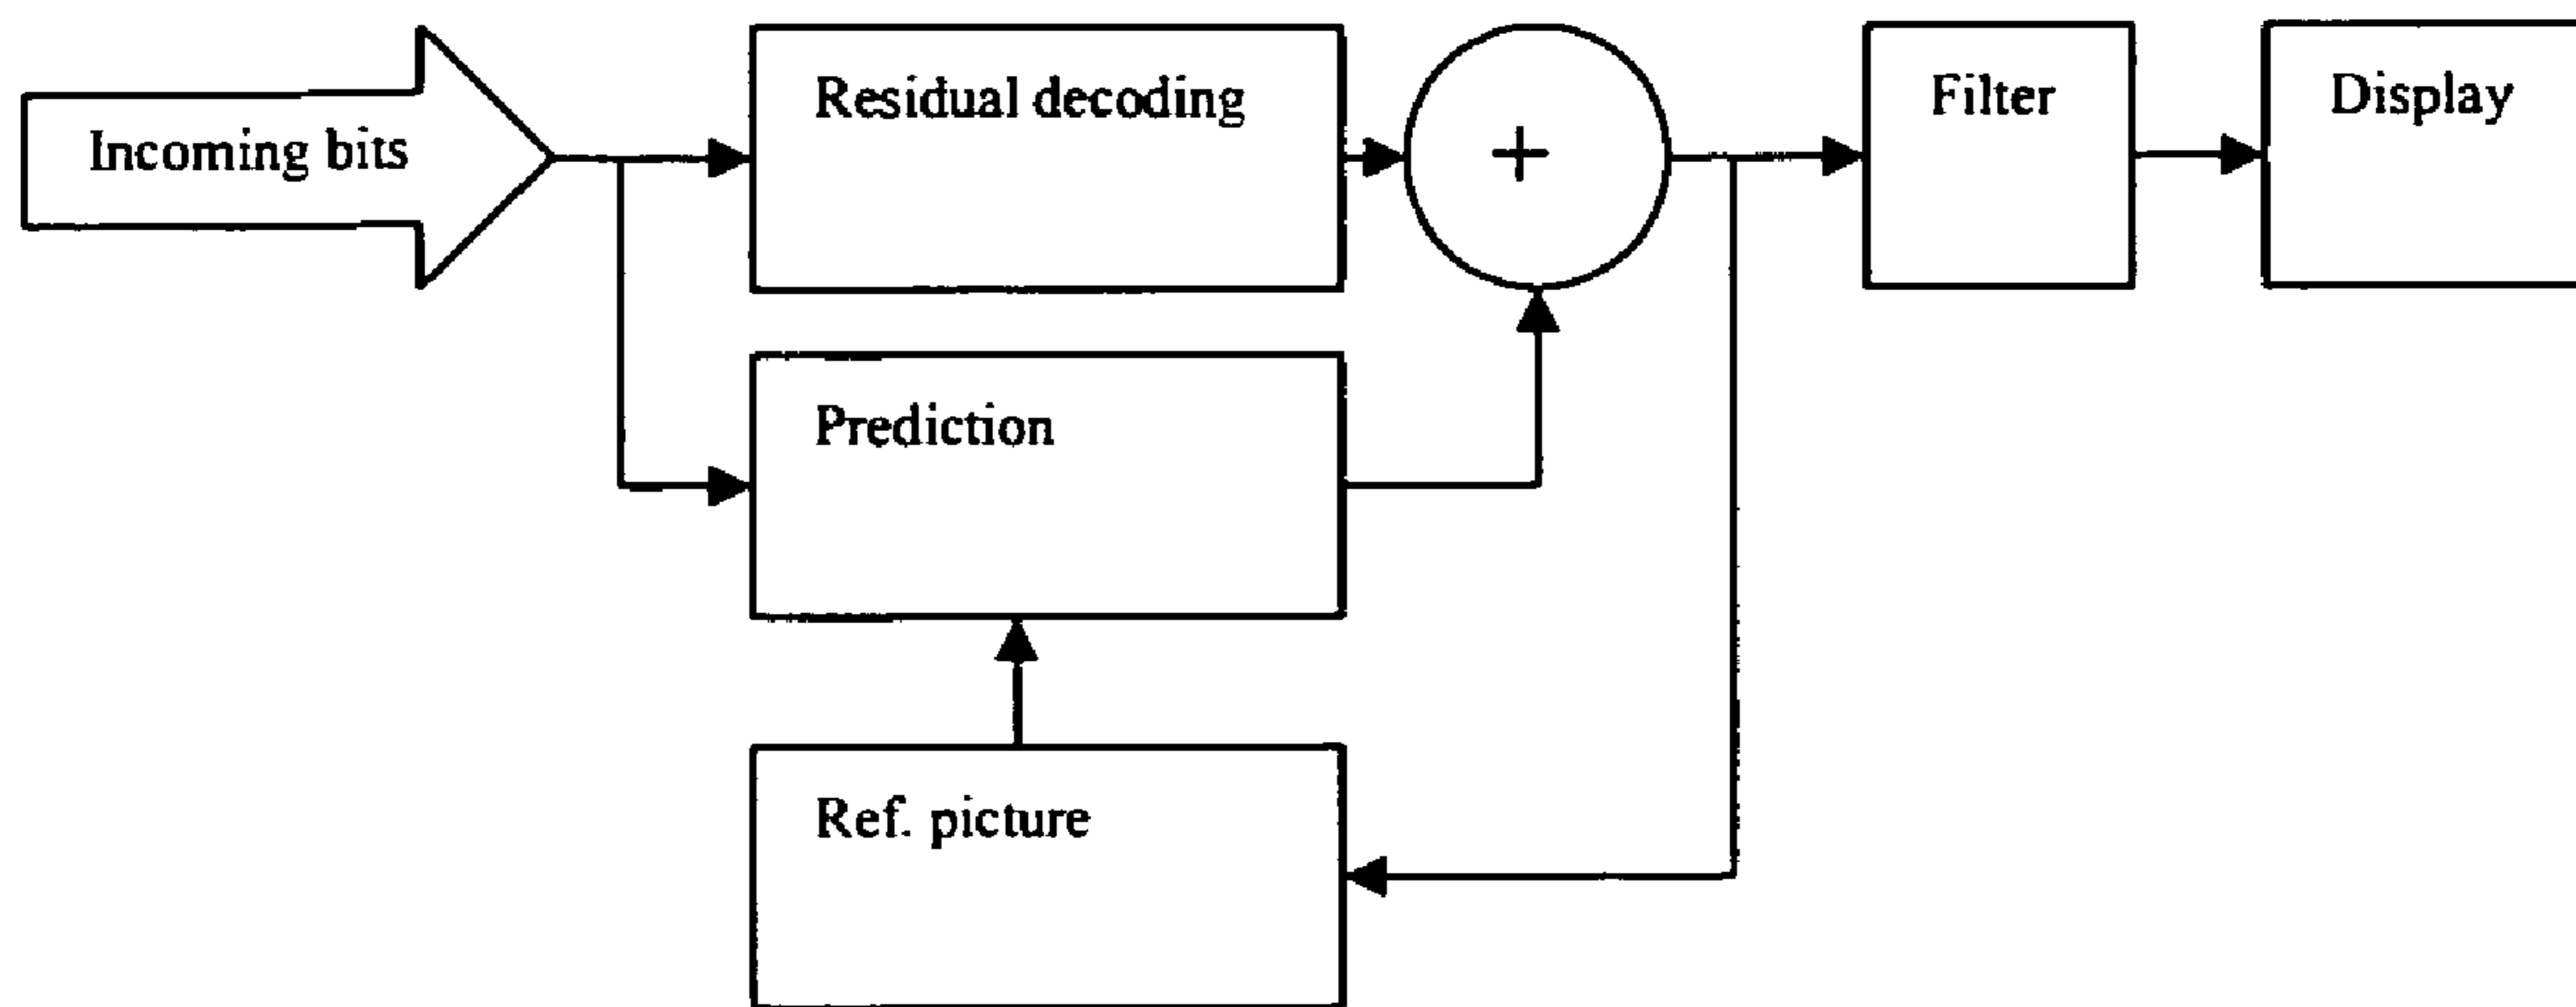 Incoming bits
Residual decoding
+
Filter
Display
Prediction
Ref. picture